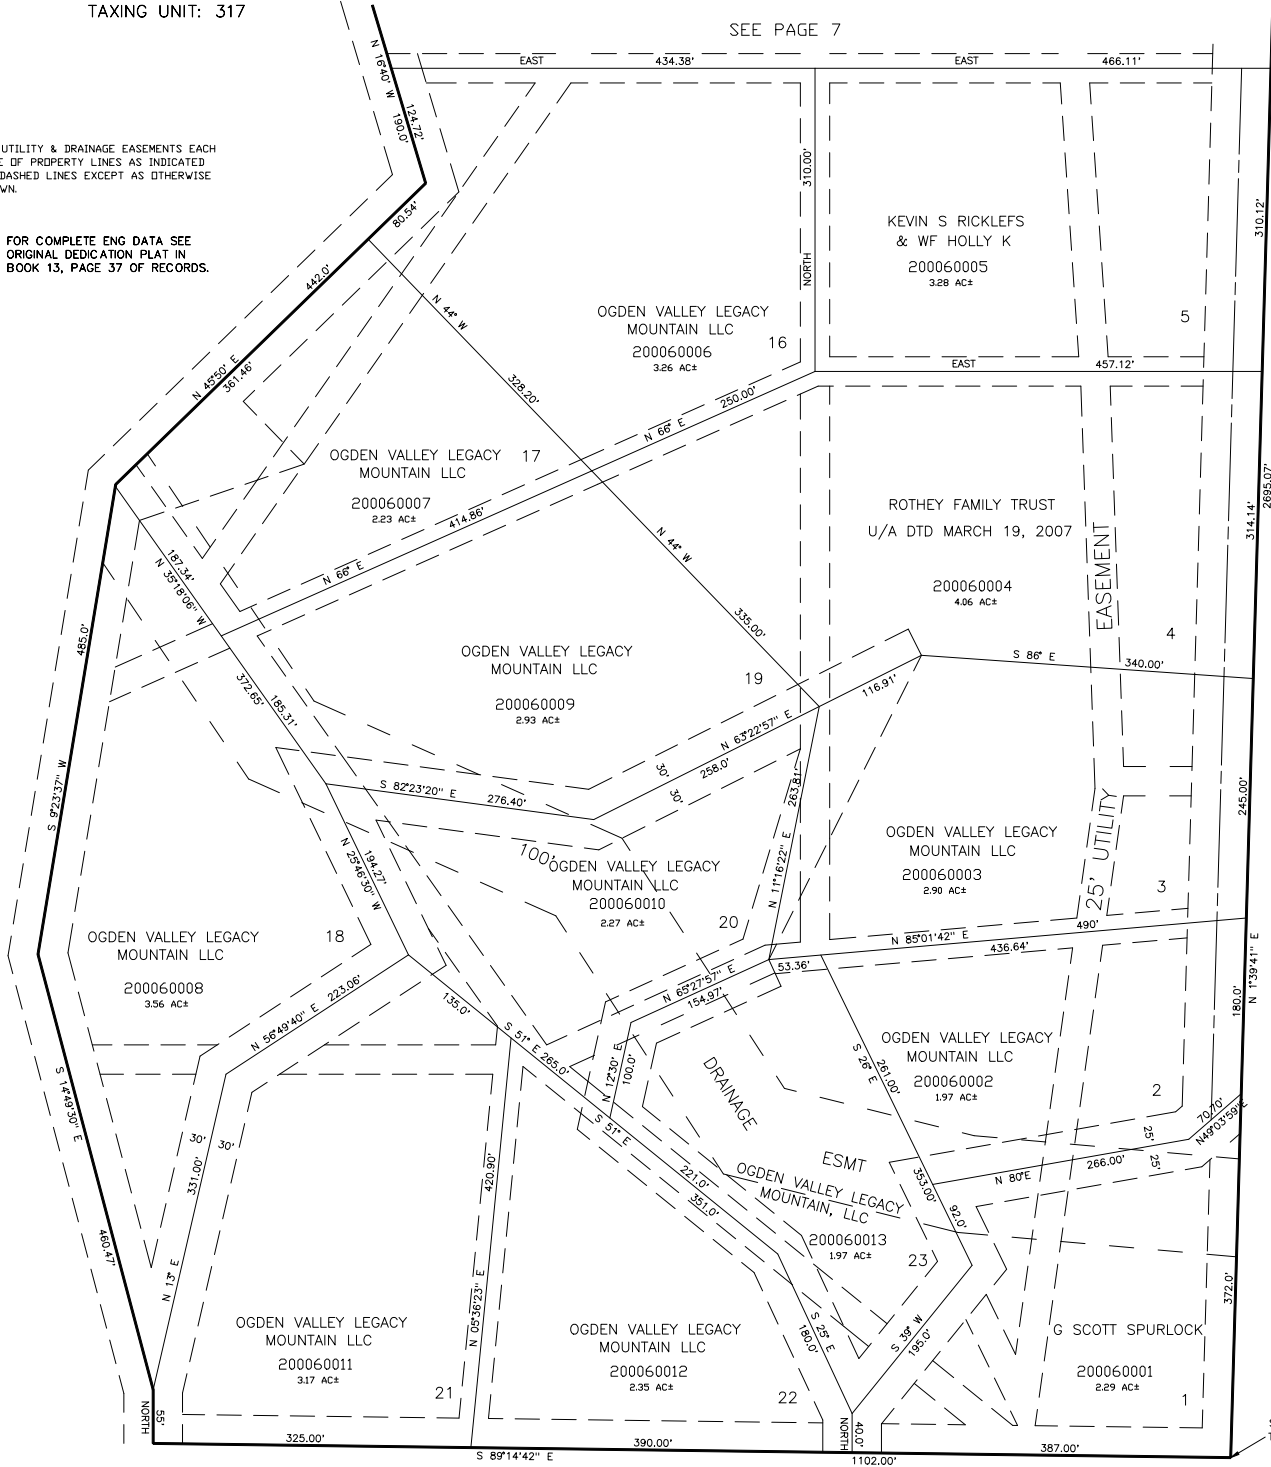 TAXING UNIT: 317
SEE PAGE 7
EAST
434.38'
EAST
466.11'
N 16°40' W
190.0'
124.72'
UTILITY & DRAINAGE EASEMENTS EACH
OF PROPERTY LINES AS INDICATED
DASHED LINES EXCEPT AS OTHERWISE
FOR COMPLETE ENG DATA SEE
ORIGINAL DEDICATION PLAT IN
BOOK 13, PAGE 37 OF RECORDS.
80.54'
442.0'
N 45°50' E
361.46'
N 44° W
328.20'
310.00'
NORTH
KEVIN S RICKLEFS
& WF HOLLY K
200060005
3.28 AC±
5
310.12'
OGDEN VALLEY LEGACY
MOUNTAIN LLC
16
200060006
3.26 AC±
EAST
457.12'
250.00'
N 66° E
OGDEN VALLEY LEGACY
MOUNTAIN LLC
17
200060007
2.23 AC±
414.86'
N 66° E
2695.07'
314.14'
ROTHEY FAMILY TRUST
U/A DTD MARCH 19, 2007
200060004
4.06 AC±
4
EASEMENT
25' UTILITY
187.34'
N 35°18'06" W
N 44° W
335.00'
485.0'
S 9°23'37" W
372.65'
185.31'
OGDEN VALLEY LEGACY
MOUNTAIN LLC
19
200060009
2.93 AC±
S 86° E
340.00'
116.91'
N 63°22'57" E
258.0'
30'
30'
S 82°23'20" E
276.40'
263.81'
N 11°16'22" E
245.00'
194.27'
N 25°46'30" W
100'
OGDEN VALLEY LEGACY
MOUNTAIN LLC
200060010
2.27 AC±
20
OGDEN VALLEY LEGACY
MOUNTAIN LLC
200060003
2.90 AC±
3
N 85°01'42" E
490'
436.64'
53.36'
OGDEN VALLEY LEGACY
MOUNTAIN LLC
18
200060008
3.56 AC±
N 56°49'40" E
223.06'
135.0'
N 65°27'57" E
154.97'
N 1°39'41" E
180.0'
S 51° E
265.0'
N 12°30' E
100.0'
S 26° E
261.00'
OGDEN VALLEY LEGACY
MOUNTAIN LLC
200060002
1.97 AC±
2
S 14°49'30" E
DRAINAGE
ESMT
S 51° E
221.0'
351.0'
70.70'
N49°03'59" E
25'
25'
266.00'
N 80°E
353.00'
92.0'
30'
30'
331.00'
N 13° E
460.47'
420.90'
N 05°36'23" E
OGDEN VALLEY LEGACY
MOUNTAIN, LLC
200060013
1.97 AC±
23
372.0'
OGDEN VALLEY LEGACY
MOUNTAIN LLC
200060011
3.17 AC±
21
OGDEN VALLEY LEGACY
MOUNTAIN LLC
200060012
2.35 AC±
22
S 25° E
180.0'
S 39° W
195.0'
G SCOTT SPURLOCK
200060001
2.29 AC±
1
NORTH
55'
NORTH
40.0'
325.00'
390.00'
387.00'
S 89°14'42" E
1102.00'